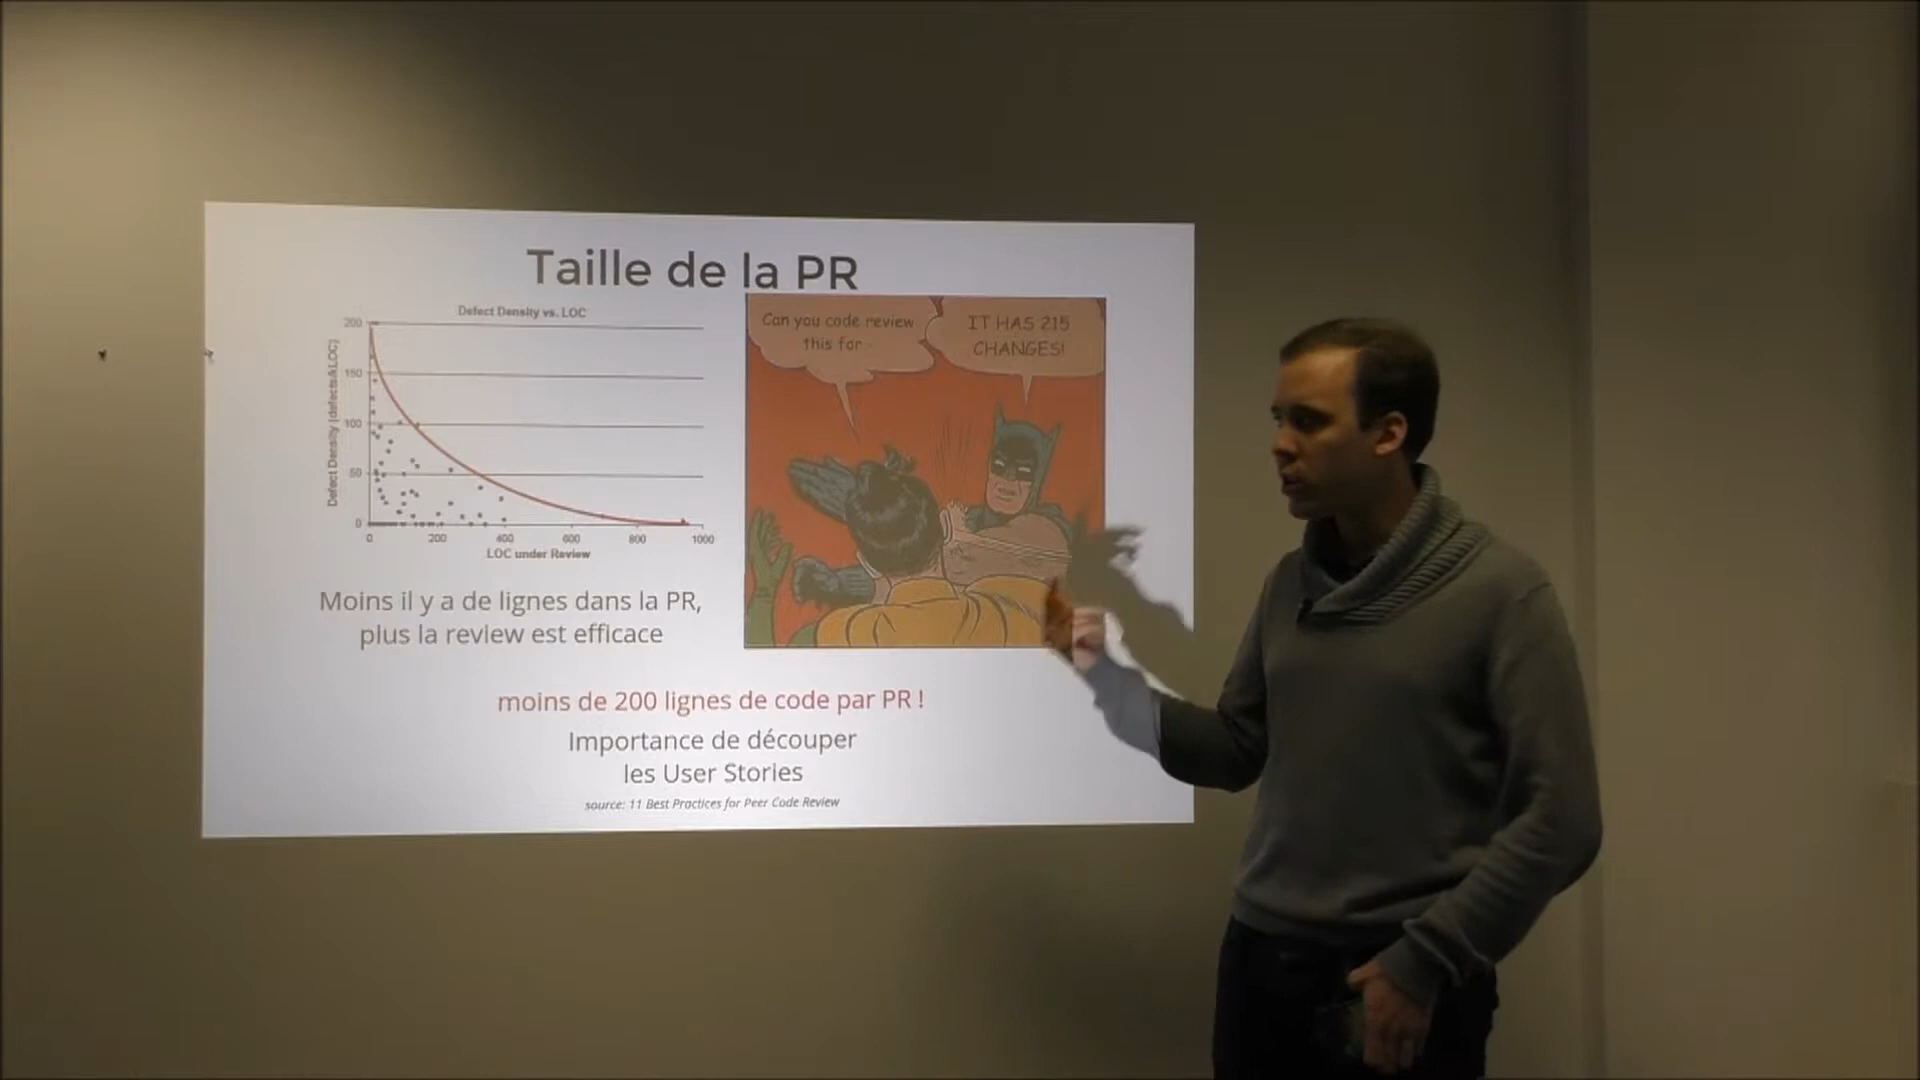 Taille de la PR
Defect Density vs. LOC
Defect Density (defects/kLOC)
200
150
100
50
0
0 200 400 600 800 1000
LOC under Review
Can you code review
this for
IT HAS 215
CHANGES!
Moins il y a de lignes dans la PR,
plus la review est efficace
moins de 200 lignes de code par PR !
Importance de découper
les User Stories
source: 11 Best Practices for Peer Code Review